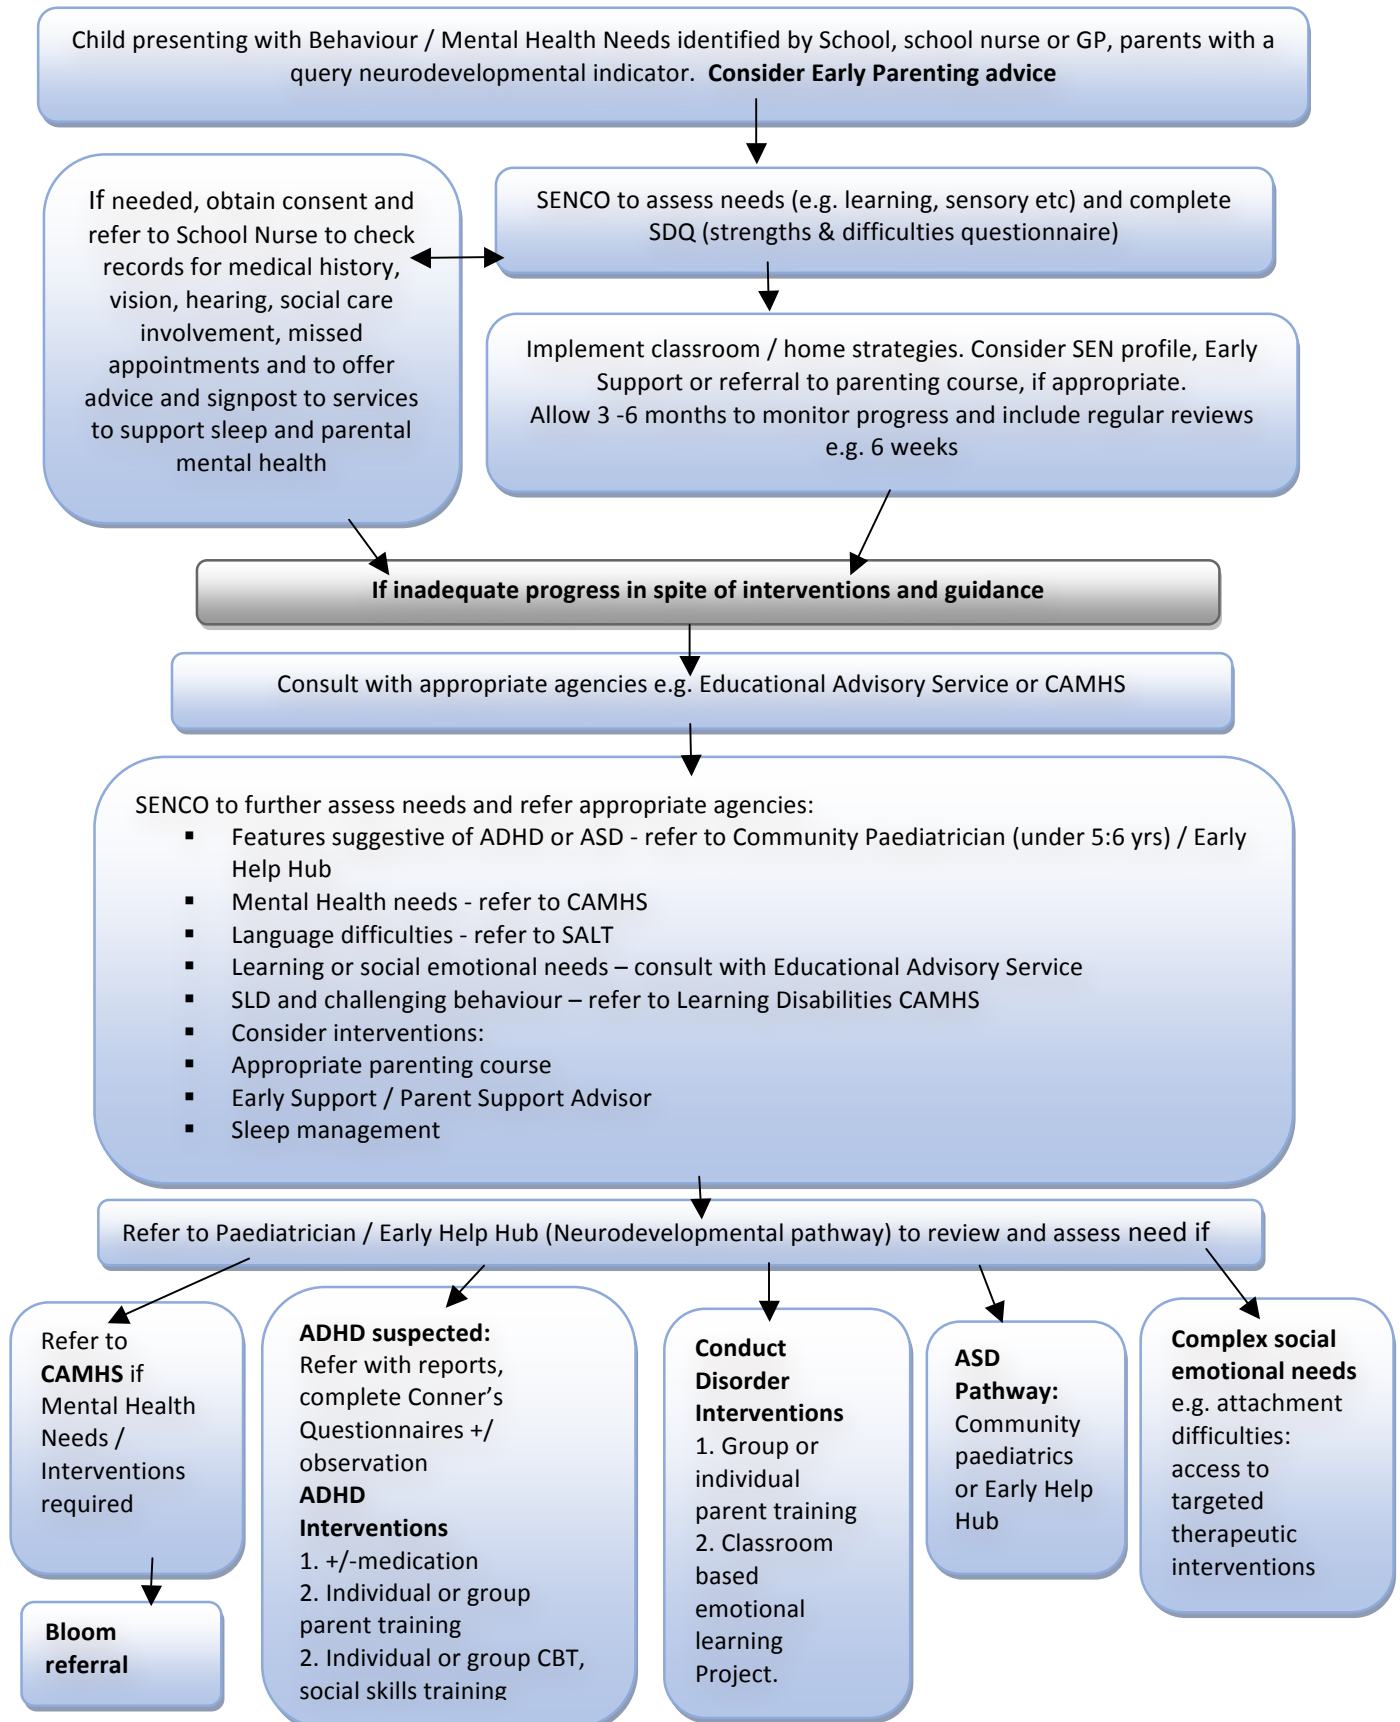 Child presenting with Behaviour / Mental Health Needs identified by School, school nurse or GP, parents with a
query neurodevelopmental indicator.  Consider Early Parenting advice
If needed, obtain consent and
refer to School Nurse to check
records for medical history,
vision, hearing, social care
involvement, missed
appointments and to offer
advice and signpost to services
to support sleep and parental
mental health
SENCO to assess needs (e.g. learning, sensory etc) and complete
SDQ (strengths & difficulties questionnaire)
Implement classroom / home strategies. Consider SEN profile, Early
Support or referral to parenting course, if appropriate.
Allow 3 -6 months to monitor progress and include regular reviews
e.g. 6 weeks
If inadequate progress in spite of interventions and guidance
Consult with appropriate agencies e.g. Educational Advisory Service or CAMHS
SENCO to further assess needs and refer appropriate agencies:
▪ Features suggestive of ADHD or ASD - refer to Community Paediatrician (under 5:6 yrs) / Early
Help Hub
▪ Mental Health needs - refer to CAMHS
▪ Language difficulties - refer to SALT
▪ Learning or social emotional needs – consult with Educational Advisory Service
▪ SLD and challenging behaviour – refer to Learning Disabilities CAMHS
▪ Consider interventions:
▪ Appropriate parenting course
▪ Early Support / Parent Support Advisor
▪ Sleep management
Refer to Paediatrician / Early Help Hub (Neurodevelopmental pathway) to review and assess need if
Refer to
CAMHS if
Mental Health
Needs /
Interventions
required
Bloom
referral
ADHD suspected:
Refer with reports,
complete Conner’s
Questionnaires +/
observation
ADHD
Interventions
1. +/-medication
2. Individual or group
parent training
2. Individual or group CBT,
social skills training
Conduct
Disorder
Interventions
1. Group or
individual
parent training
2. Classroom
based
emotional
learning
Project.
ASD
Pathway:
Community
paediatrics
or Early Help
Hub
Complex social
emotional needs
e.g. attachment
difficulties:
access to
targeted
therapeutic
interventions